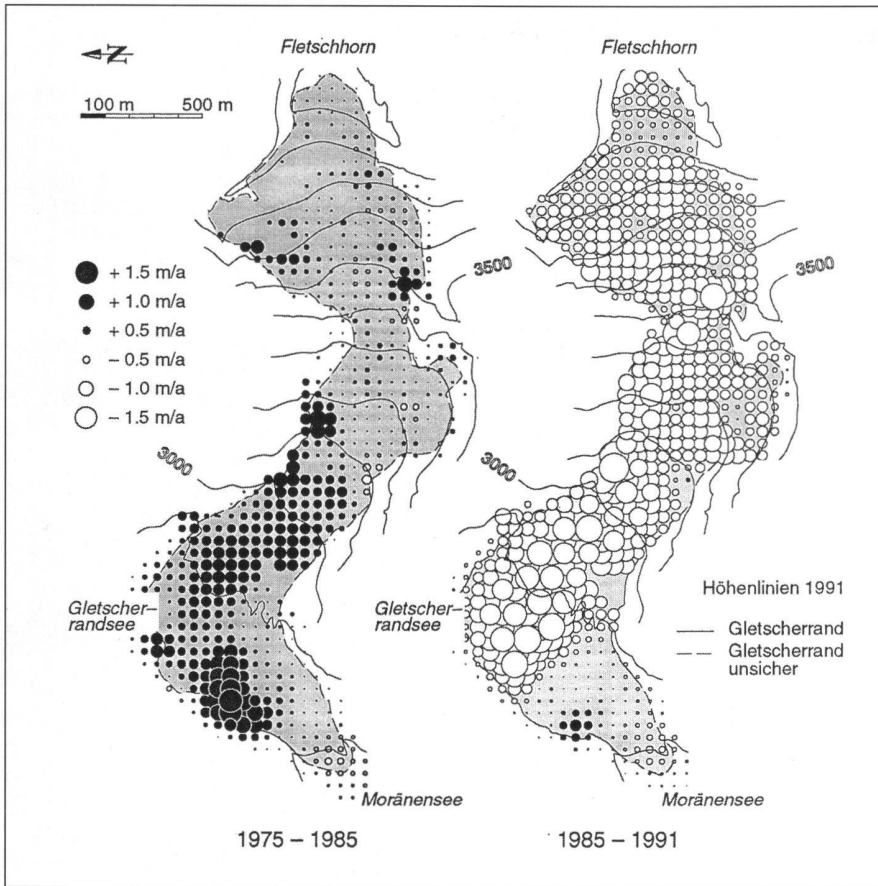 Fletschhorn
Fletschhorn
N
100 m
500 m
3500
3500
+ 1.5 m/a
+ 1.0 m/a
+ 0.5 m/a
– 0.5 m/a
– 1.0 m/a
– 1.5 m/a
3000
3000
Gletscher-
randsee
Gletscher-
randsee
Höhenlinien 1991
Gletscherrand
Gletscherrand
unsicher
Moränensee
Moränensee
1975 – 1985
1985 – 1991